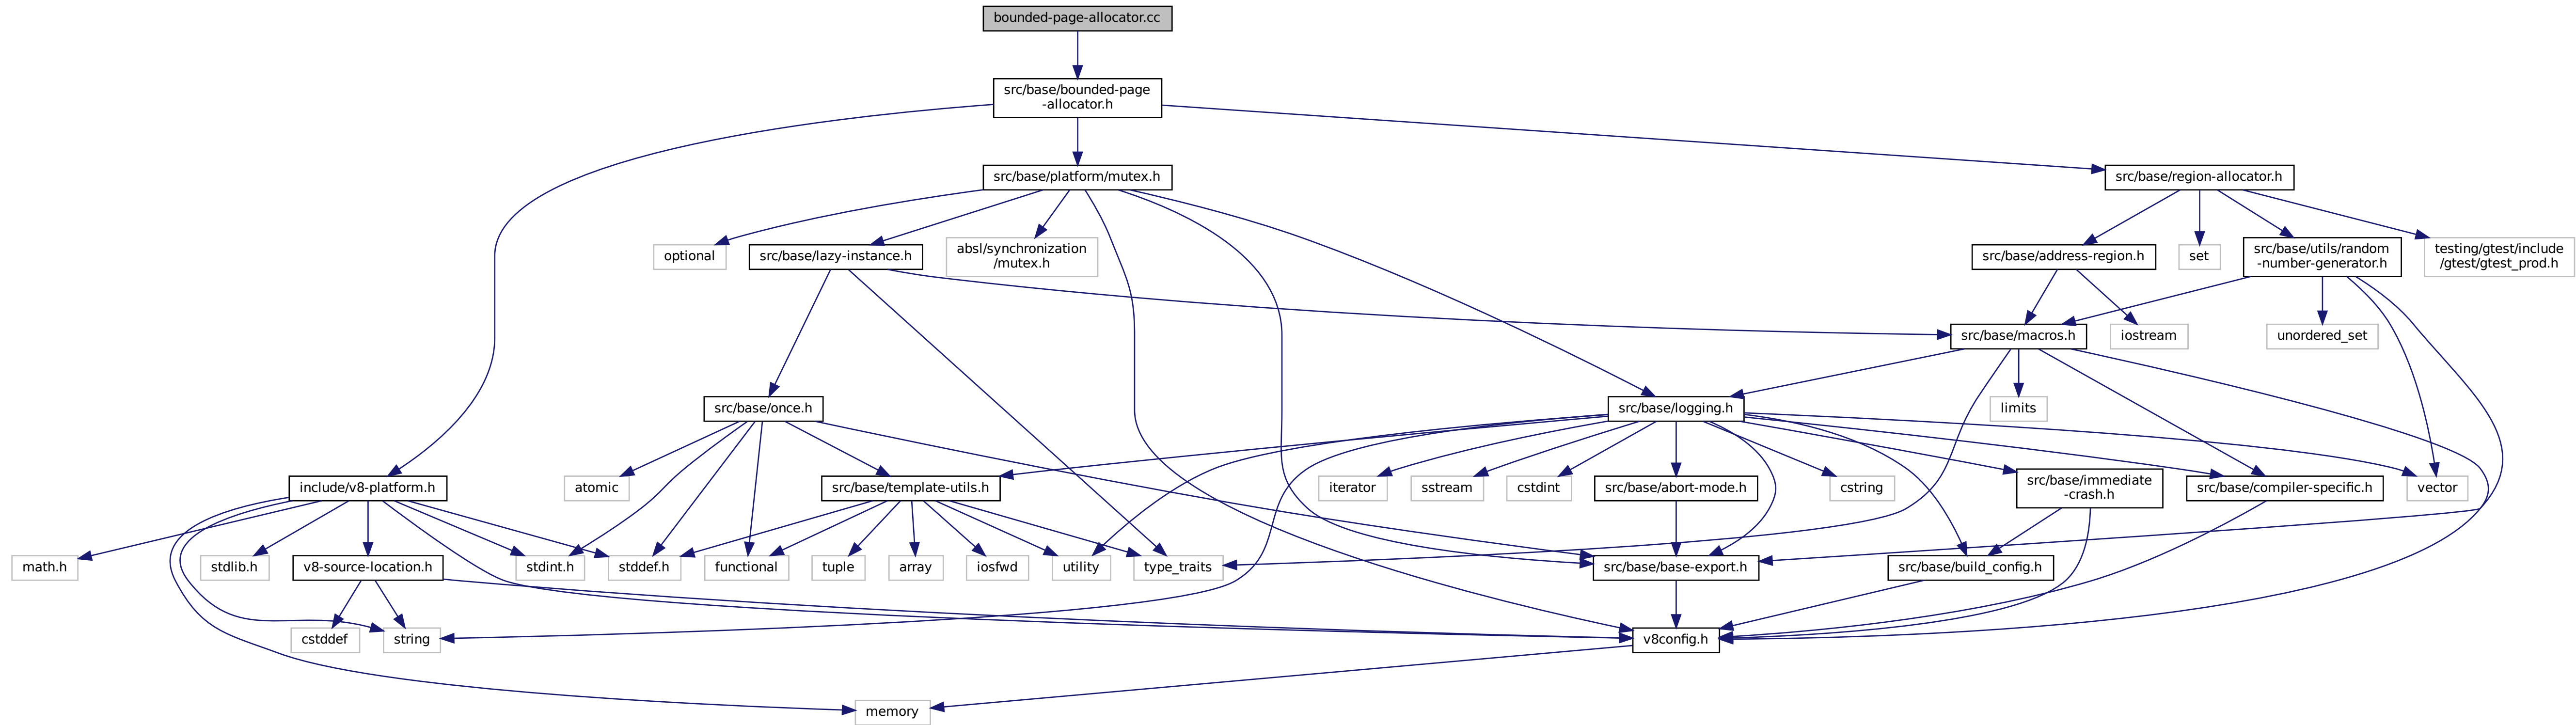 bounded-page-allocator.cc
src/base/bounded-page
-allocator.h
src/base/platform/mutex.h
src/base/region-allocator.h
optional
src/base/lazy-instance.h
absl/synchronization
/mutex.h
src/base/address-region.h
set
src/base/utils/random
-number-generator.h
testing/gtest/include
/gtest/gtest_prod.h
src/base/macros.h
iostream
unordered_set
src/base/once.h
src/base/logging.h
limits
include/v8-platform.h
atomic
src/base/template-utils.h
iterator
sstream
cstdint
src/base/abort-mode.h
cstring
src/base/immediate
-crash.h
src/base/compiler-specific.h
vector
math.h
stdlib.h
v8-source-location.h
stdint.h
stddef.h
functional
tuple
array
iosfwd
utility
type_traits
src/base/base-export.h
src/base/build_config.h
cstddef
string
v8config.h
memory